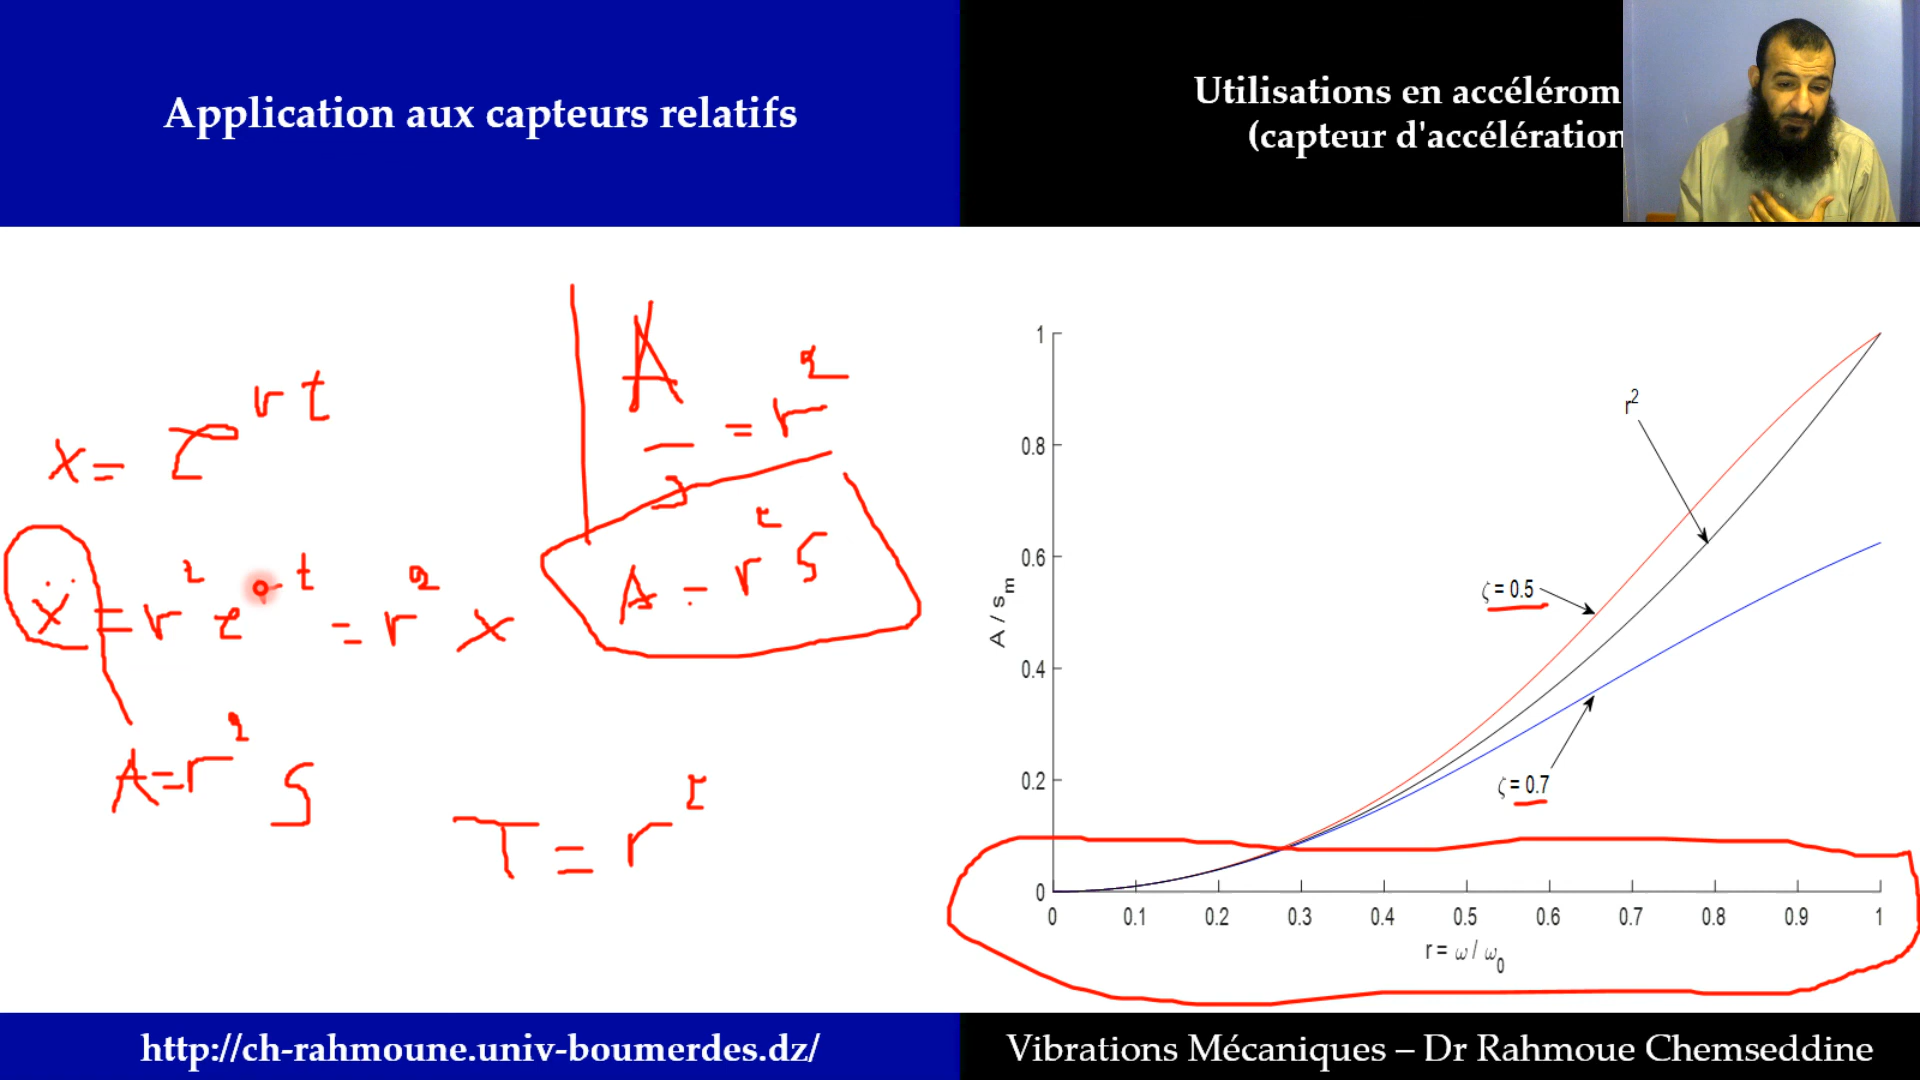 Application aux capteurs relatifs
Utilisations en accélérom
(capteur d'accélération
x = e^rt
ẍ = r² e^rt = r² x
A = r² S
A
= r²
A = r² S
T = r²
1
0.8
0.6
0.4
0.2
0
A / s_m
r²
ζ = 0.5
ζ = 0.7
0 0.1 0.2 0.3 0.4 0.5 0.6 0.7 0.8 0.9 1
r = ω / ω₀
http://ch-rahmoune.univ-boumerdes.dz/
Vibrations Mécaniques – Dr Rahmoue Chemseddine